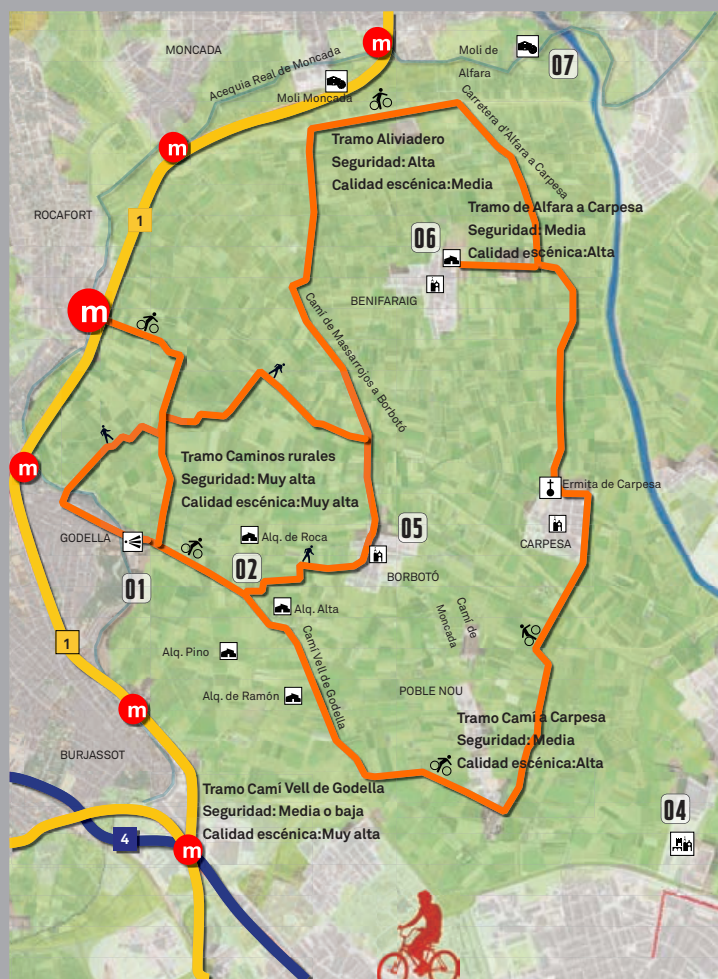 MONCADA
m
Acequia Real de Moncada
Moli Moncada
Moli de
Alfara
07
m
Carretera d'Alfara a Carpesa
Tramo Aliviadero
Seguridad: Alta
Calidad escénica:Media
ROCAFORT
1
Tramo de Alfara a Carpesa
Seguridad: Media
Calidad escénica:Alta
06
BENIFARAIG
m
Camí de Massarrojos a Borbotó
Tramo Caminos rurales
Seguridad: Muy alta
Calidad escénica:Muy alta
m
Ermita de Carpesa
CARPESA
GODELLA
01
Alq. de Roca
02
05
BORBOTÓ
Alq. Alta
Camí de
Moncada
1
Alq. Pino
Camí Vell de Godella
Alq. de Ramón
POBLE NOU
m
Tramo Camí a Carpesa
Seguridad: Media
Calidad escénica:Alta
BURJASSOT
Tramo Camí Vell de Godella
Seguridad: Media o baja
Calidad escénica:Muy alta
04
4
m